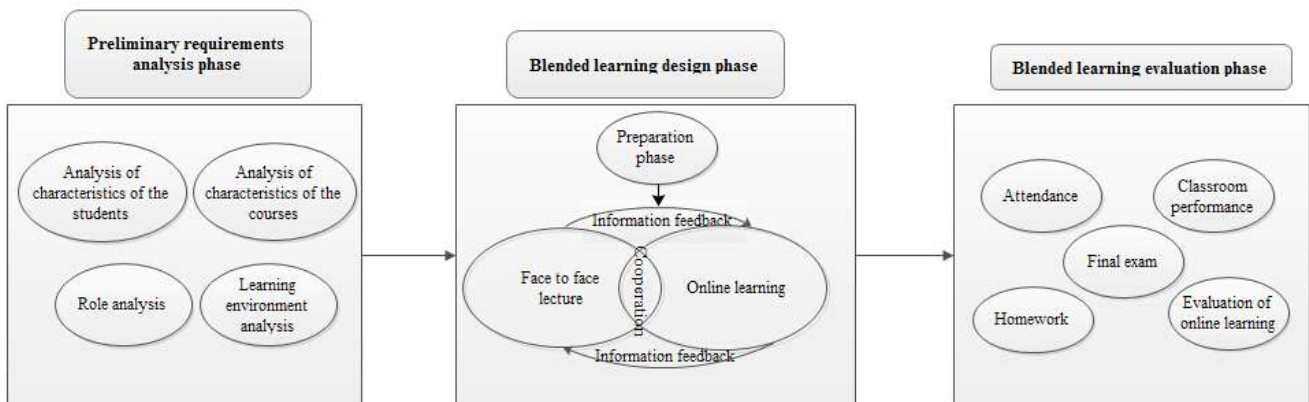 Preliminary requirements
analysis phase
Analysis of
characteristics of the
students
Analysis of
characteristics of the
courses
Role analysis
Learning
environment
analysis
Blended learning design phase
Preparation
phase
Information feedback
Face to face
lecture
Cooperation
Online learning
Information feedback
Blended learning evaluation phase
Attendance
Classroom
performance
Final exam
Homework
Evaluation of
online learning